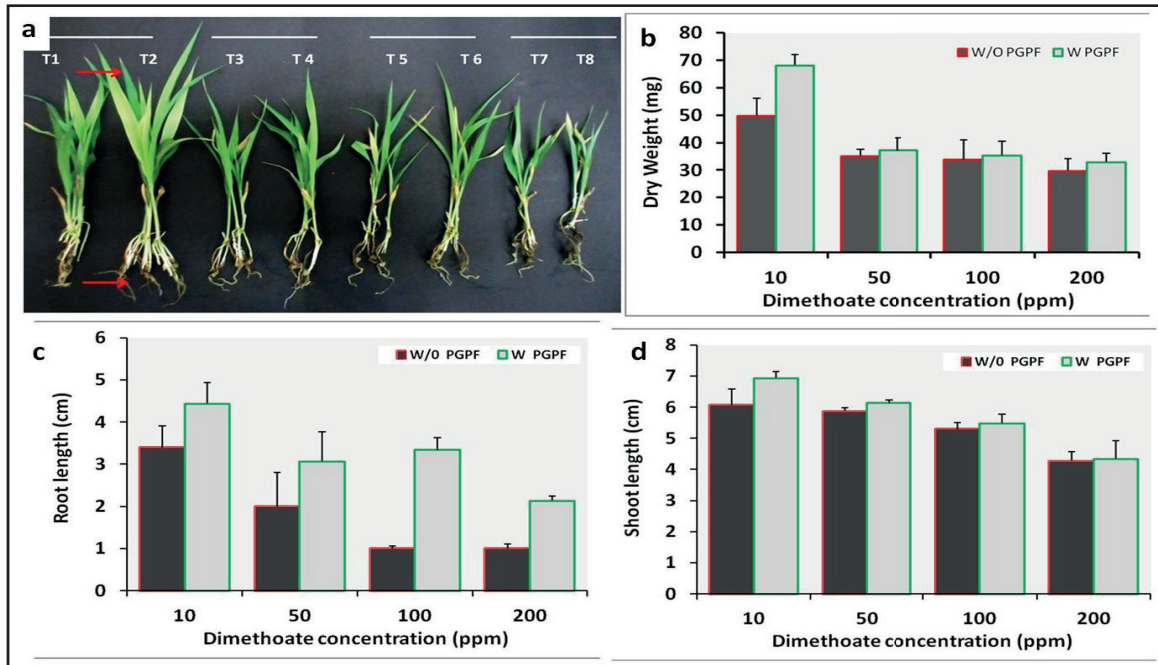 a
T1 T2 T3 T 4 T 5 T 6 T7 T8
b
W/O PGPF W PGPF
Dry Weight (mg)
80
70
60
50
40
30
20
10
0
10 50 100 200
Dimethoate concentration (ppm)
c
W/0 PGPF W PGPF
Root length (cm)
6
5
4
3
2
1
0
10 50 100 200
Dimethoate concentration (ppm)
d
W/0 PGPF W PGPF
Shoot length (cm)
8
7
6
5
4
3
2
1
0
10 50 100 200
Dimethoate concentration (ppm)